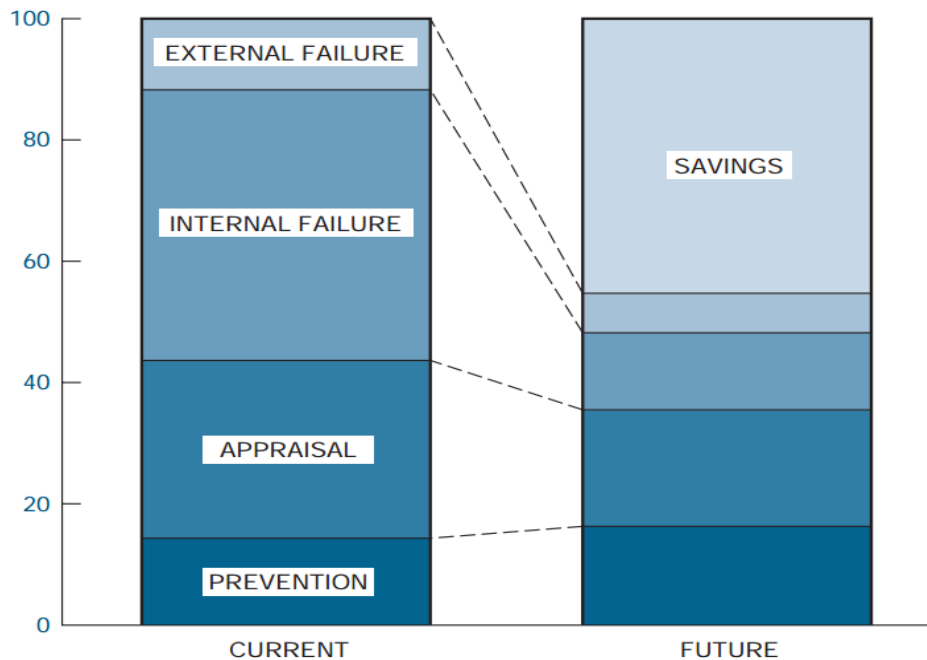 100
EXTERNAL FAILURE
80
SAVINGS
INTERNAL FAILURE
60
40
APPRAISAL
20
PREVENTION
0
CURRENT FUTURE